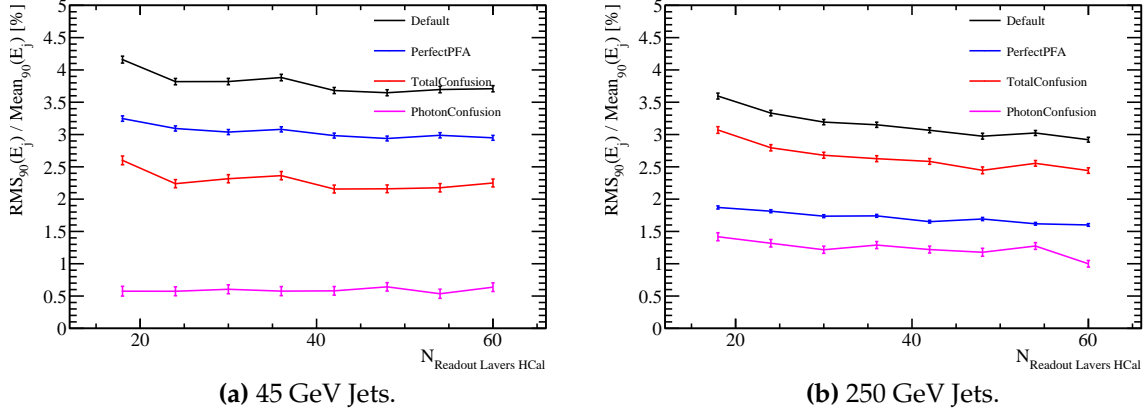 RMS90(Ej) / Mean90(Ej) [%]
5
4.5
4
3.5
3
2.5
2
1.5
1
0.5
0
Default
PerfectPFA
TotalConfusion
PhotonConfusion
20
40
60
NReadout Layers HCal
(a) 45 GeV Jets.
RMS90(Ej) / Mean90(Ej) [%]
5
4.5
4
3.5
3
2.5
2
1.5
1
0.5
0
Default
PerfectPFA
TotalConfusion
PhotonConfusion
20
40
60
NReadout Layers HCal
(b) 250 GeV Jets.